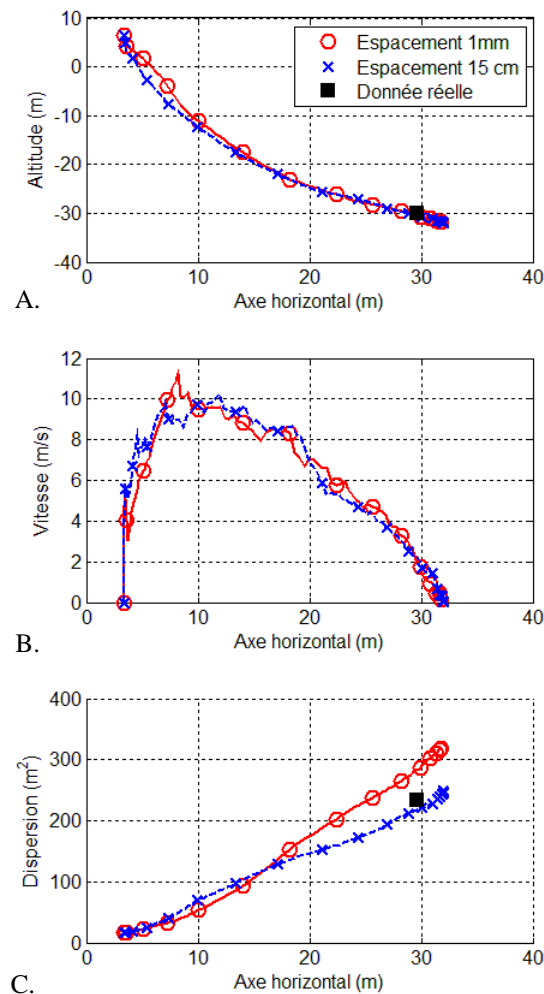 10
0
-10
-20
-30
-40
Altitude (m)
Espacement 1mm
Espacement 15 cm
Donnée réelle
0 10 20 30 40
Axe horizontal (m)
A.
12
10
8
6
4
2
0
Vitesse (m/s)
0 10 20 30 40
Axe horizontal (m)
B.
400
300
200
100
0
Dispersion (m²)
0 10 20 30 40
Axe horizontal (m)
C.